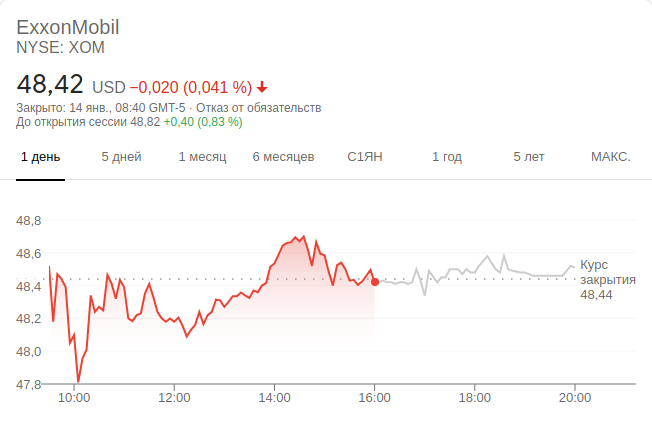 ExxonMobil
NYSE: XOM
48,42 USD −0,020 (0,041 %)
Закрыто: 14 янв., 08:40 GMT-5 · Отказ от обязательств
До открытия сессии 48,82 +0,40 (0,83 %)
1 день 5 дней 1 месяц 6 месяцев С1ЯН 1 год 5 лет МАКС.
48,8
48,6
48,4
48,2
48,0
47,8
Курс
закрытия
48,44
10:00 12:00 14:00 16:00 18:00 20:00